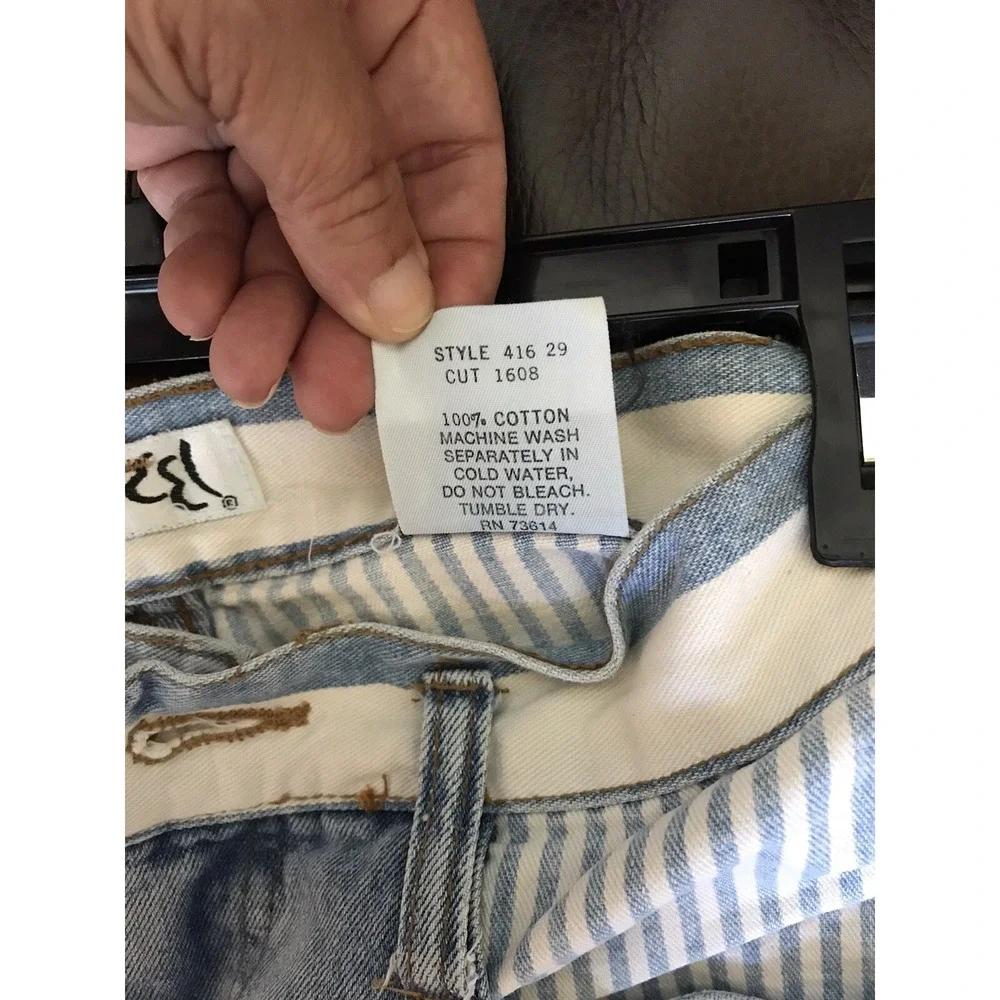 STYLE 416 29
CUT 1608
100% COTTON
MACHINE WASH
SEPARATELY IN
COLD WATER,
DO NOT BLEACH.
TUMBLE DRY.
RN 73614